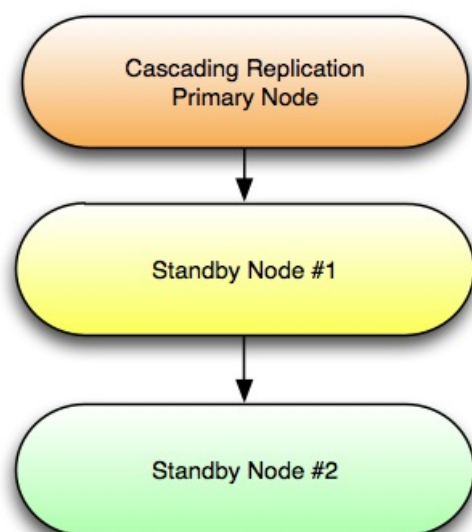 Cascading Replication
Primary Node
Standby Node #1
Standby Node #2